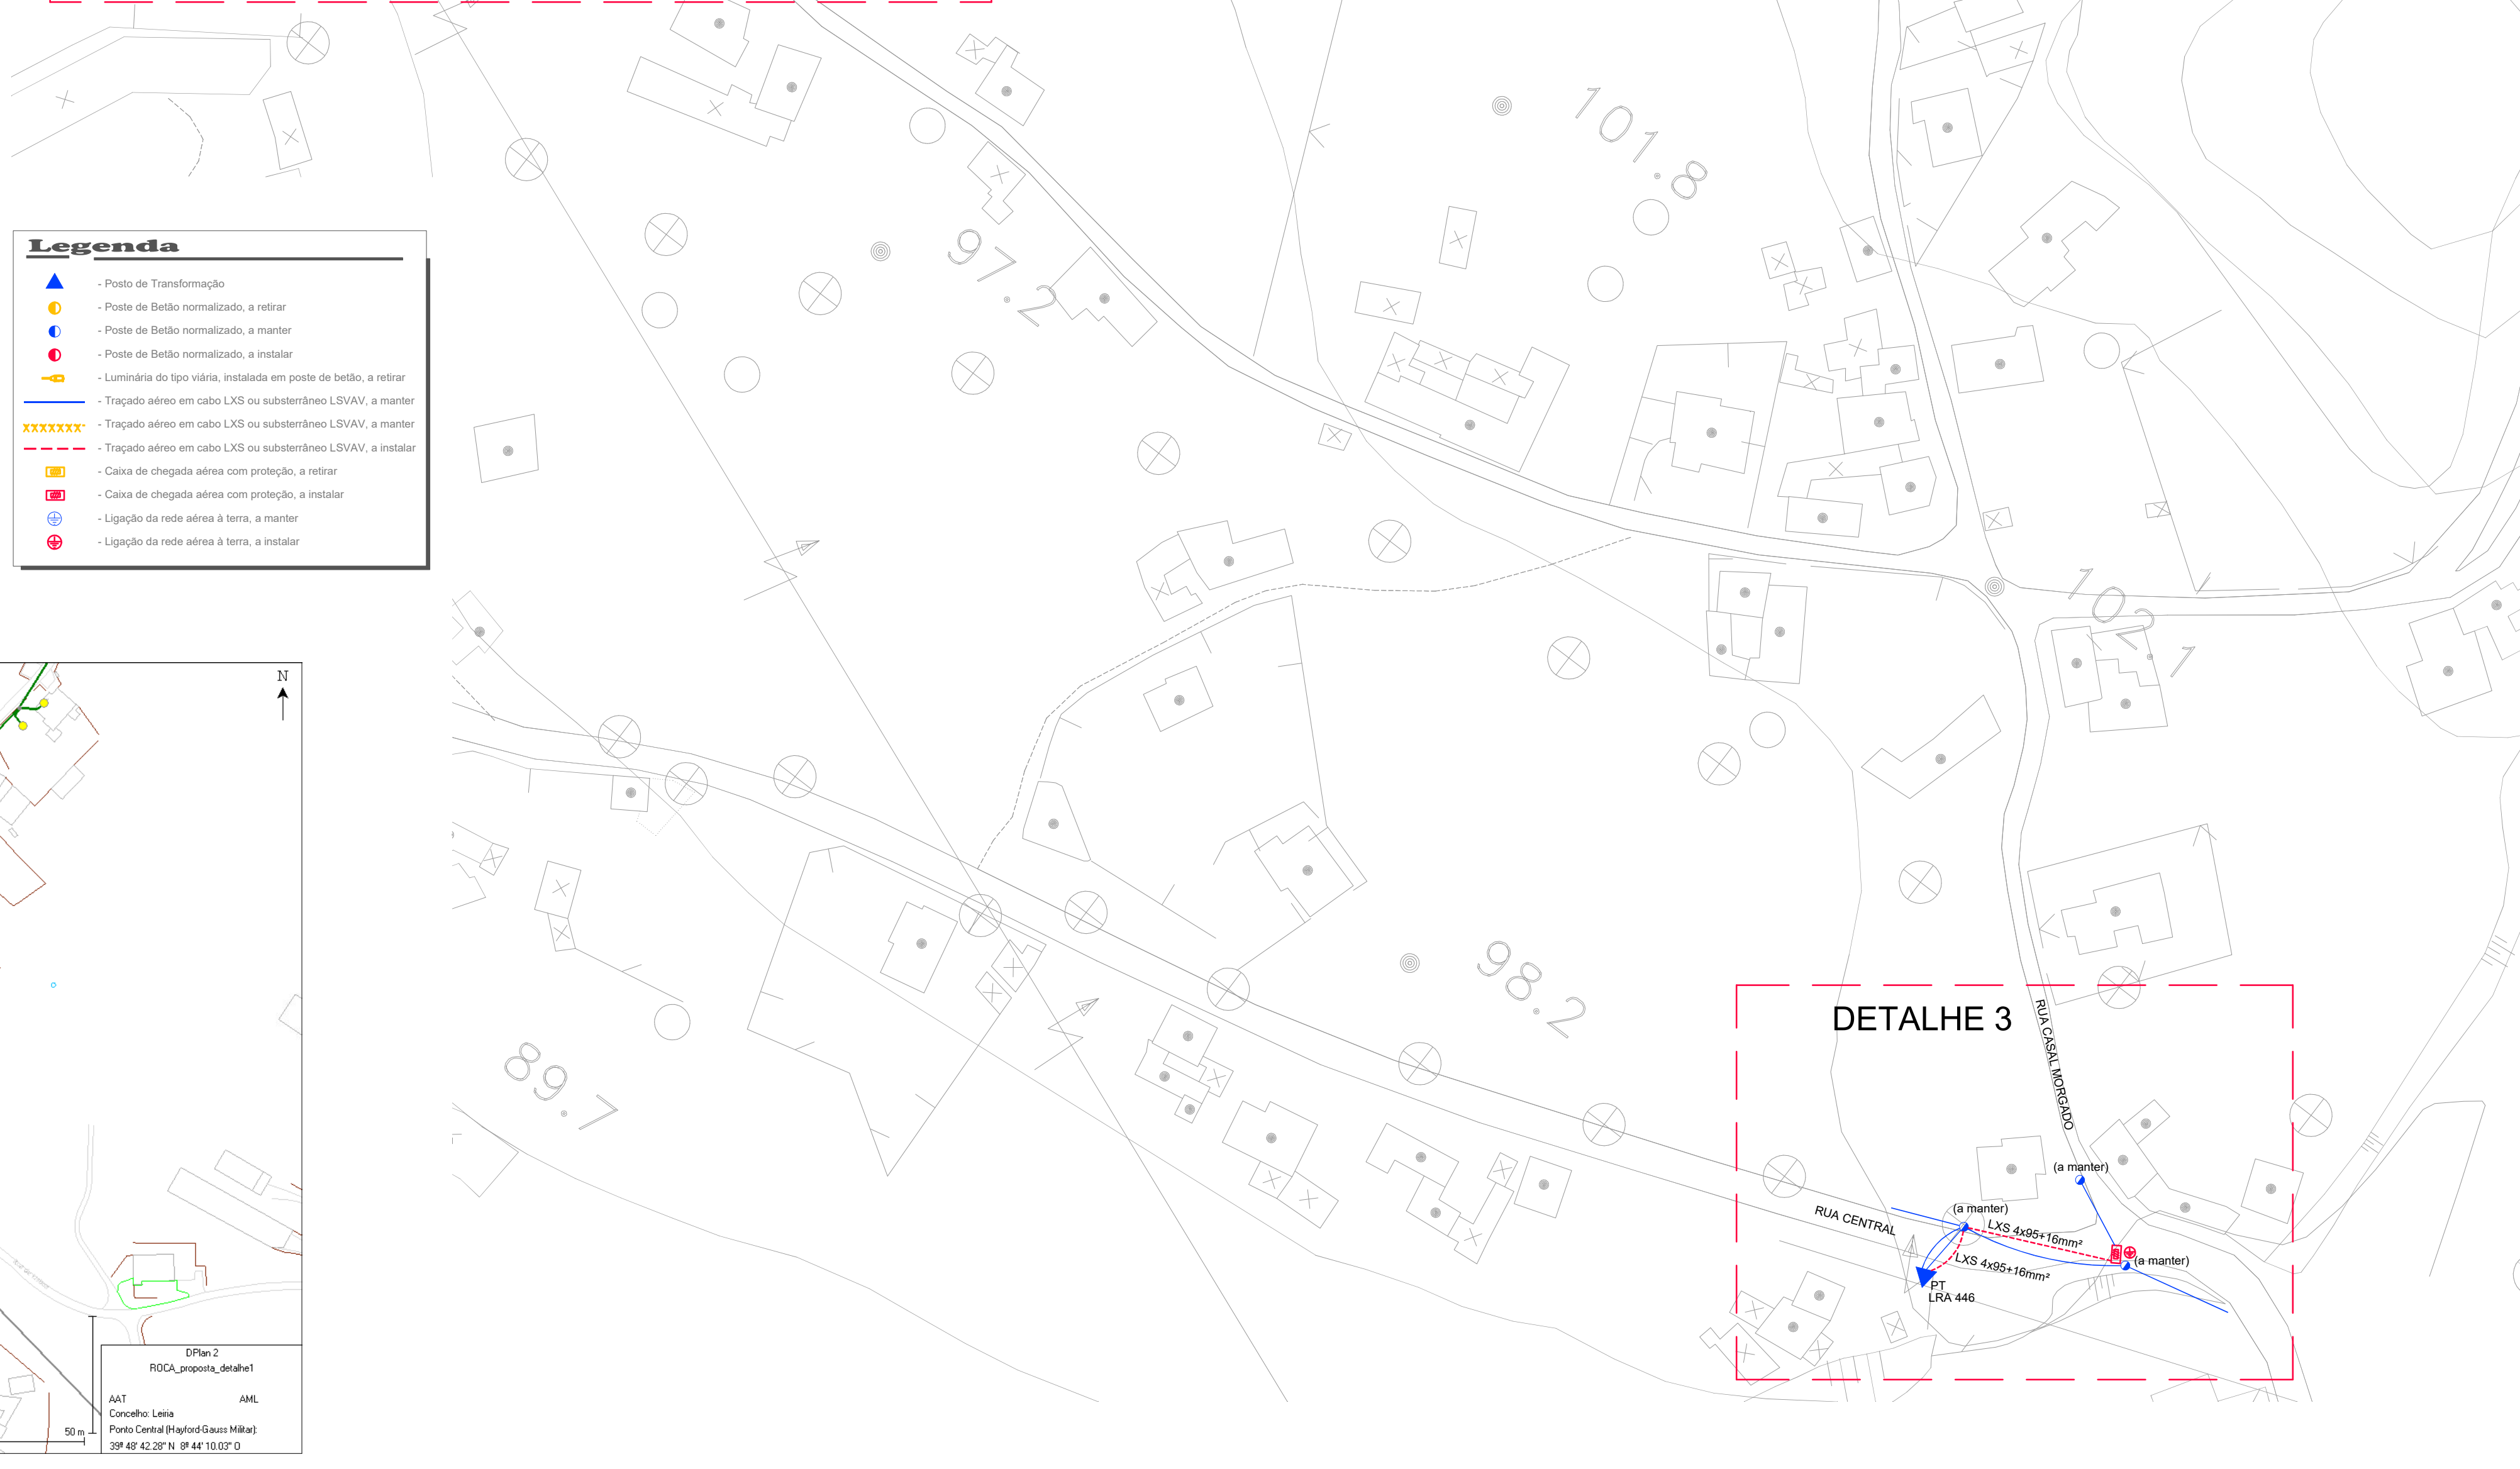 Legenda
- Posto de Transformação
- Poste de Betão normalizado, a retirar
- Poste de Betão normalizado, a manter
- Poste de Betão normalizado, a instalar
- Luminária do tipo viária, instalada em poste de betão, a retirar
- Traçado aéreo em cabo LXS ou substerrâneo LSVAV, a manter
- Traçado aéreo em cabo LXS ou substerrâneo LSVAV, a manter
- Traçado aéreo em cabo LXS ou substerrâneo LSVAV, a instalar
- Caixa de chegada aérea com proteção, a retirar
- Caixa de chegada aérea com proteção, a instalar
- Ligação da rede aérea à terra, a manter
- Ligação da rede aérea à terra, a instalar
101.8
97.2
102.1
98.2
89.7
N
50 m
DPlan 2
ROCA_proposta_detalhe1
AAT AML
Concelho: Leiria
Ponto Central (Hayford-Gauss Militar):
39º 48' 42.28" N 8º 44' 10.03" O
DETALHE 3
RUA CASAL MORGADO
(a manter)
(a manter)
RUA CENTRAL
LXS 4x95+16mm²
(a manter)
LXS 4x95+16mm²
PT
LRA 446